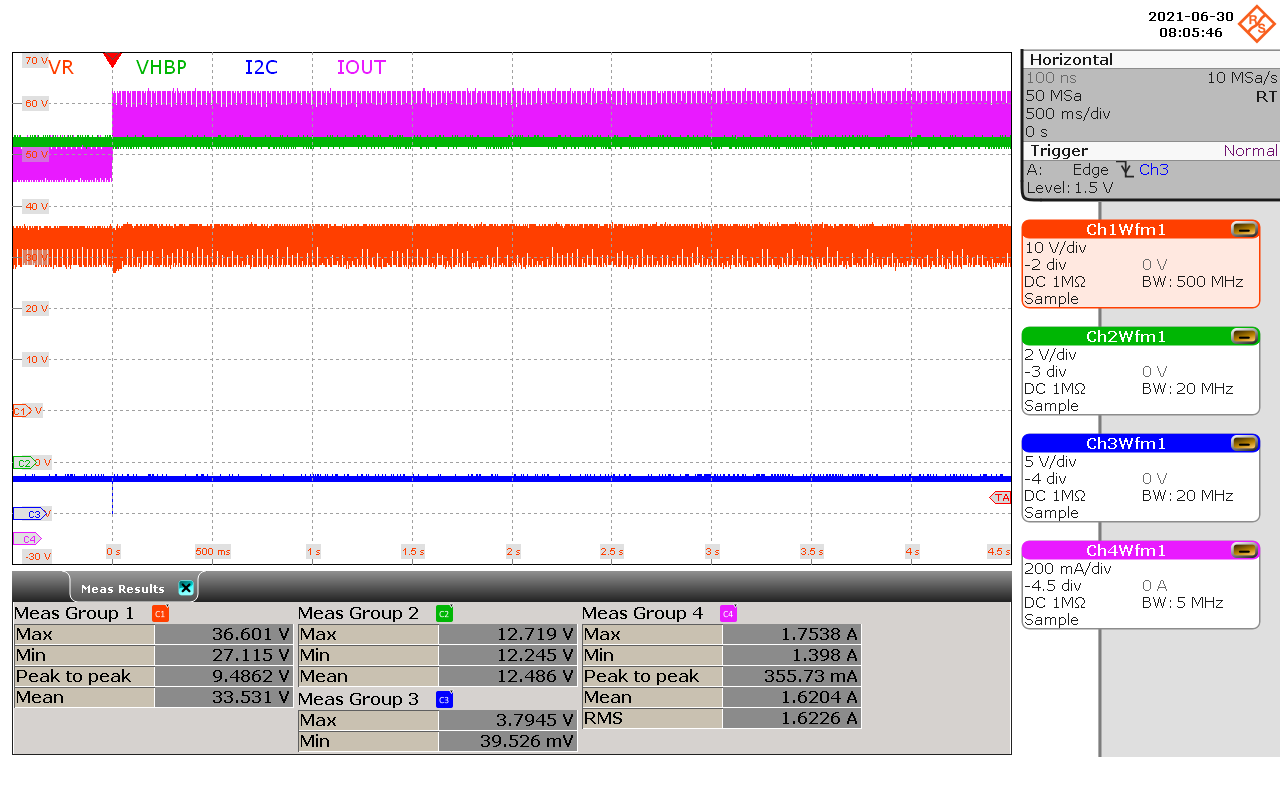 2021-06-30
08:05:46
R S
VR VHBP I2C IOUT
70 V
60 V
50 V
40 V
30 V
20 V
10 V
C1 V
C2 0 V
C3 V
C4
-30 V
TA
0 s 500 ms 1 s 1.5 s 2 s 2.5 s 3 s 3.5 s 4 s 4.5 s
Horizontal
100 ns 10 MSa/s
50 MSa RT
500 ms/div
0 s
Trigger Normal
A: Edge Ch3
Level: 1.5 V
Ch1Wfm1
10 V/div
-2 div 0 V
DC 1MΩ BW: 500 MHz
Sample
Ch2Wfm1
2 V/div
-3 div 0 V
DC 1MΩ BW: 20 MHz
Sample
Ch3Wfm1
5 V/div
-4 div 0 V
DC 1MΩ BW: 20 MHz
Sample
Ch4Wfm1
200 mA/div
-4.5 div 0 A
DC 1MΩ BW: 5 MHz
Sample
Meas Results
Meas Group 1 C1
Max 36.601 V
Min 27.115 V
Peak to peak 9.4862 V
Mean 33.531 V
Meas Group 2 C2
Max 12.719 V
Min 12.245 V
Mean 12.486 V
Meas Group 3 C3
Max 3.7945 V
Min 39.526 mV
Meas Group 4 C4
Max 1.7538 A
Min 1.398 A
Peak to peak 355.73 mA
Mean 1.6204 A
RMS 1.6226 A